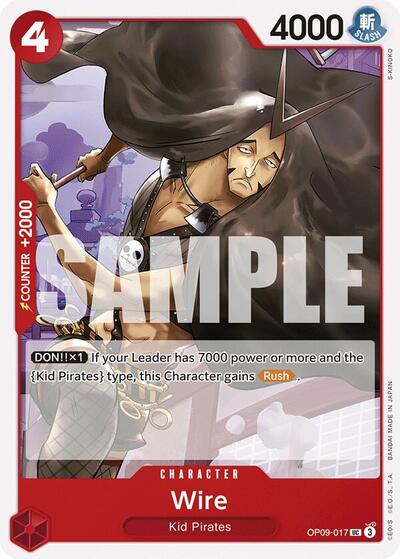 4
4000
斬
SLASH
S-KINOKO
COUNTER +2000
SAMPLE
DON!!×1 If your Leader has 7000 power or more and the
{Kid Pirates} type, this Character gains Rush.
CHARACTER
Wire
Kid Pirates
OP09-017 UC 3
©E.O./S. ©E.O./S., T.A. BANDAI MADE IN JAPAN